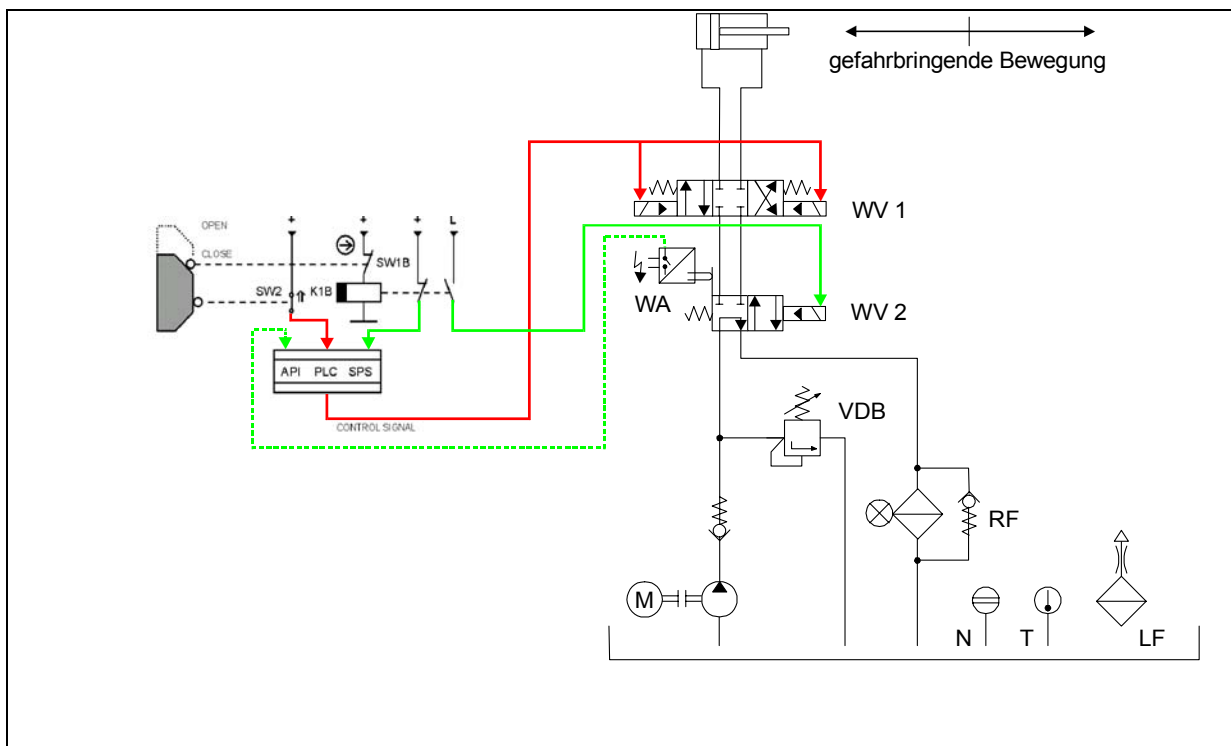 gefahrbringende Bewegung
WV 1
OPEN
CLOSE
+ + + L
SW1B
SW2
K1B
WA
WV 2
API PLC SPS
CONTROL SIGNAL
VDB
RF
M
N
T
LF